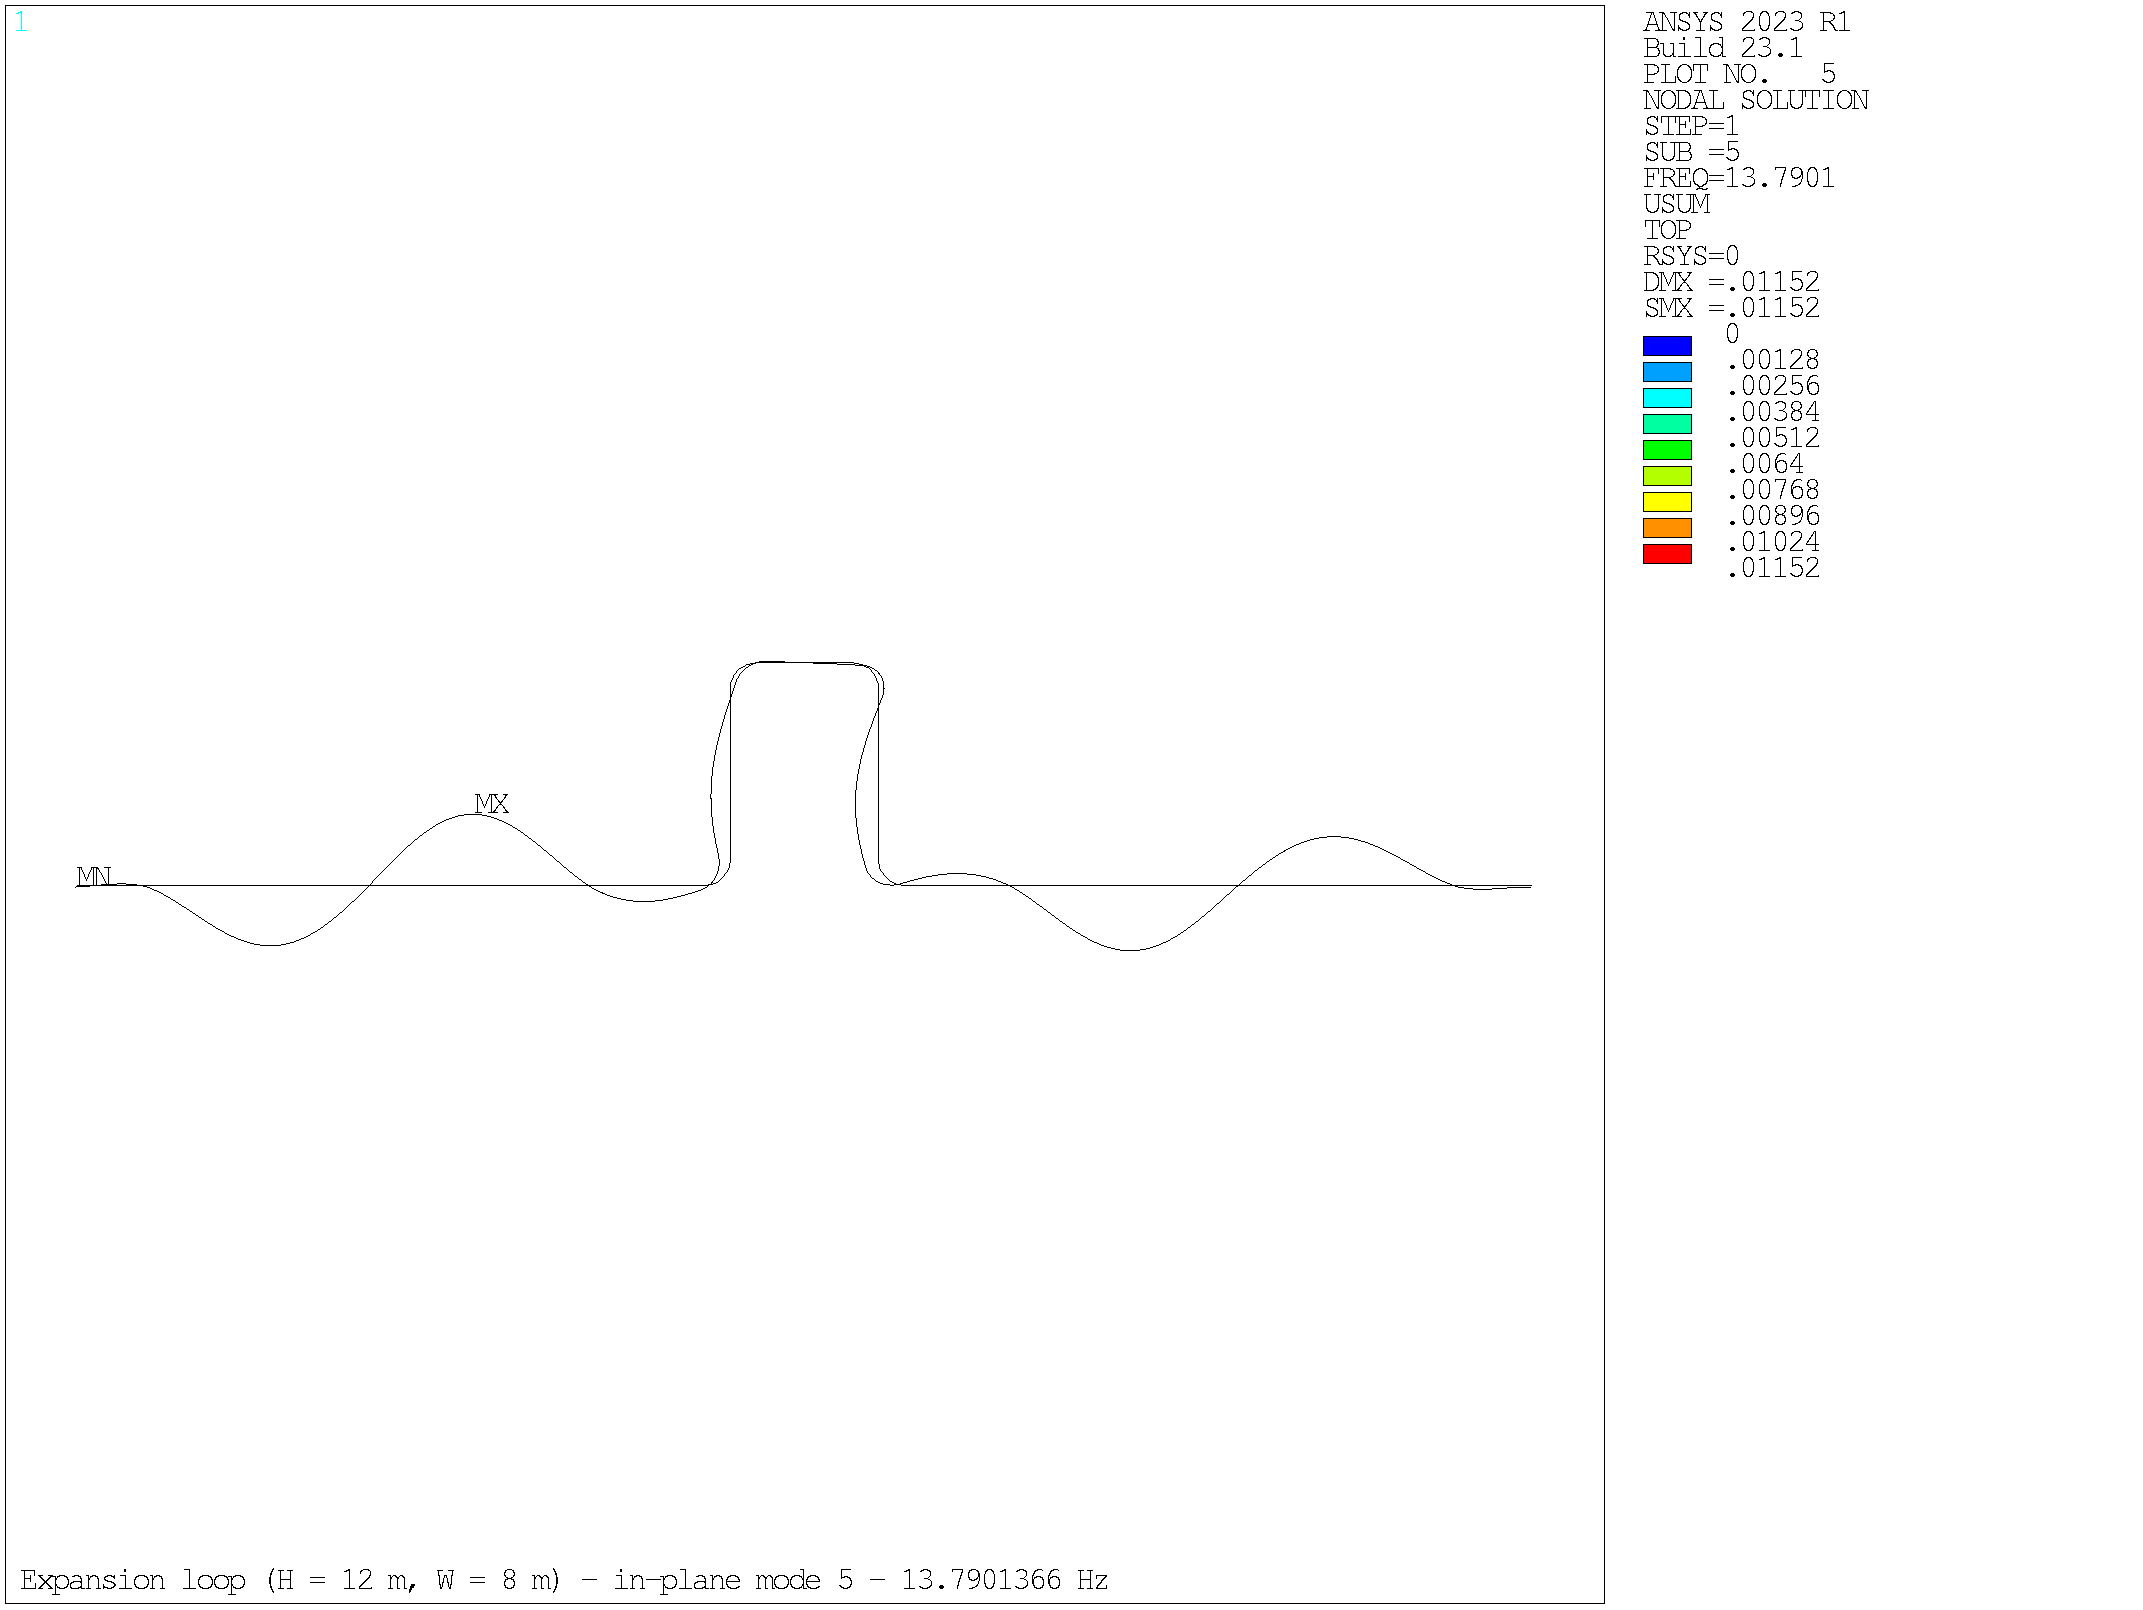 1
ANSYS 2023 R1
Build 23.1
PLOT NO.   5
NODAL SOLUTION
STEP=1
SUB =5
FREQ=13.7901
USUM
TOP
RSYS=0
DMX =.01152
SMX =.01152
0
.00128
.00256
.00384
.00512
.0064
.00768
.00896
.01024
.01152
MX
MN
Expansion loop (H = 12 m, W = 8 m) - in-plane mode 5 - 13.7901366 Hz